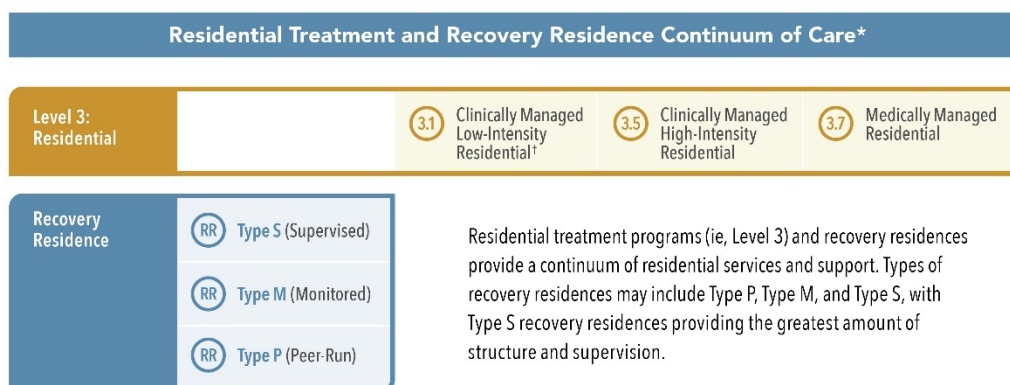 Residential Treatment and Recovery Residence Continuum of Care*
Level 3:
Residential
3.1
Clinically Managed
Low-Intensity
Residential†
3.5
Clinically Managed
High-Intensity
Residential
3.7
Medically Managed
Residential
Recovery
Residence
RR Type S (Supervised)
RR Type M (Monitored)
RR Type P (Peer-Run)
Residential treatment programs (ie, Level 3) and recovery residences
provide a continuum of residential services and support. Types of
recovery residences may include Type P, Type M, and Type S, with
Type S recovery residences providing the greatest amount of
structure and supervision.